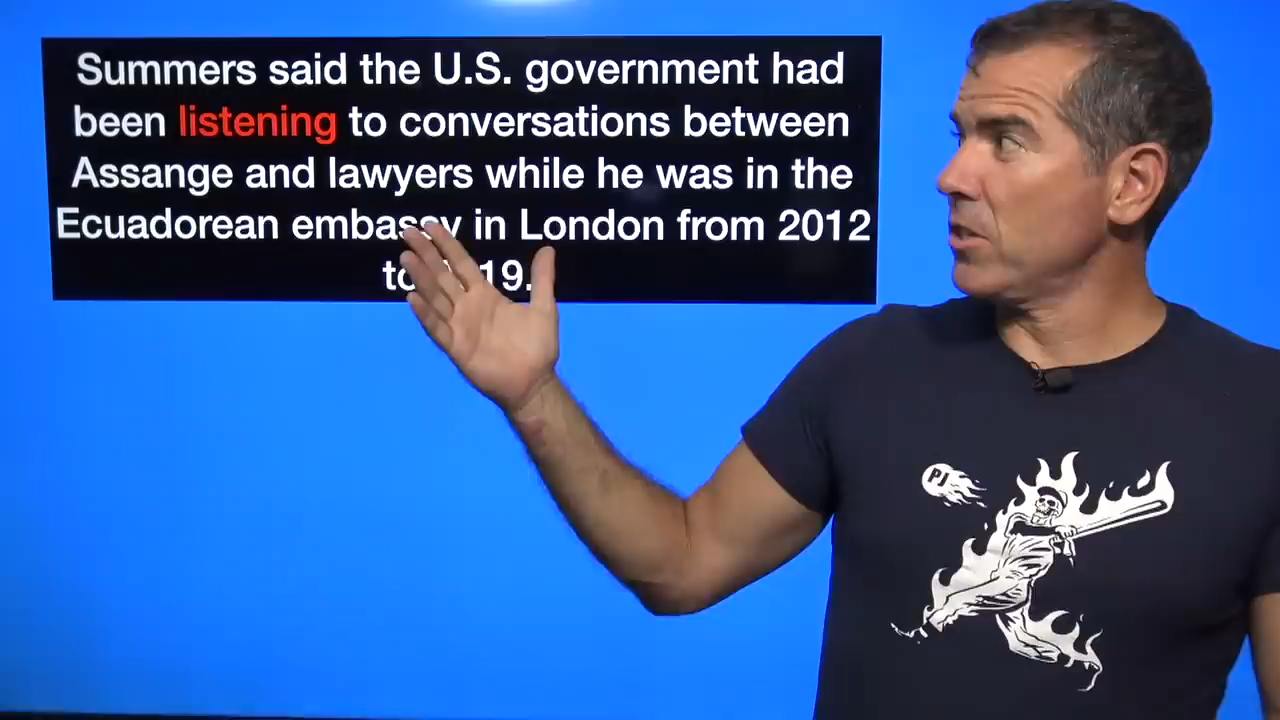 Summers said the U.S. government had
been listening to conversations between
Assange and lawyers while he was in the
Ecuadorean embassy in London from 2012
19.
PJ